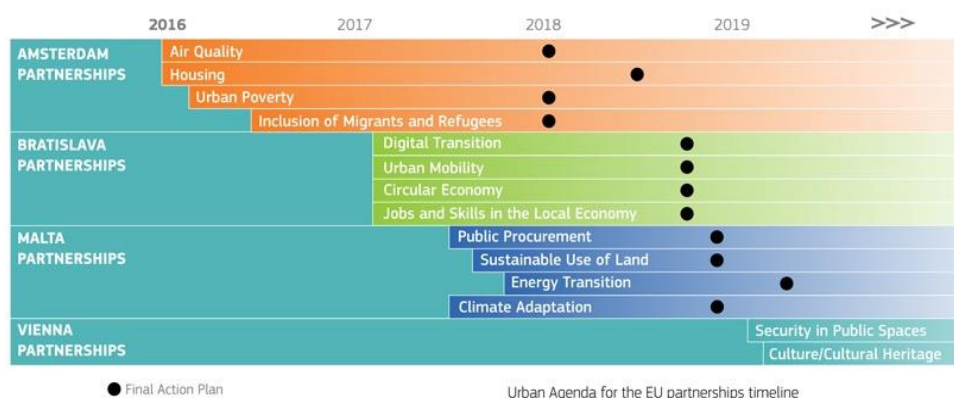 2016 2017 2018 2019 >>>
AMSTERDAM
PARTNERSHIPS
Air Quality
Housing
Urban Poverty
Inclusion of Migrants and Refugees
BRATISLAVA
PARTNERSHIPS
Digital Transition
Urban Mobility
Circular Economy
Jobs and Skills in the Local Economy
MALTA
PARTNERSHIPS
Public Procurement
Sustainable Use of Land
Energy Transition
Climate Adaptation
VIENNA
PARTNERSHIPS
Security in Public Spaces
Culture/Cultural Heritage
Final Action Plan
Urban Agenda for the EU partnerships timeline